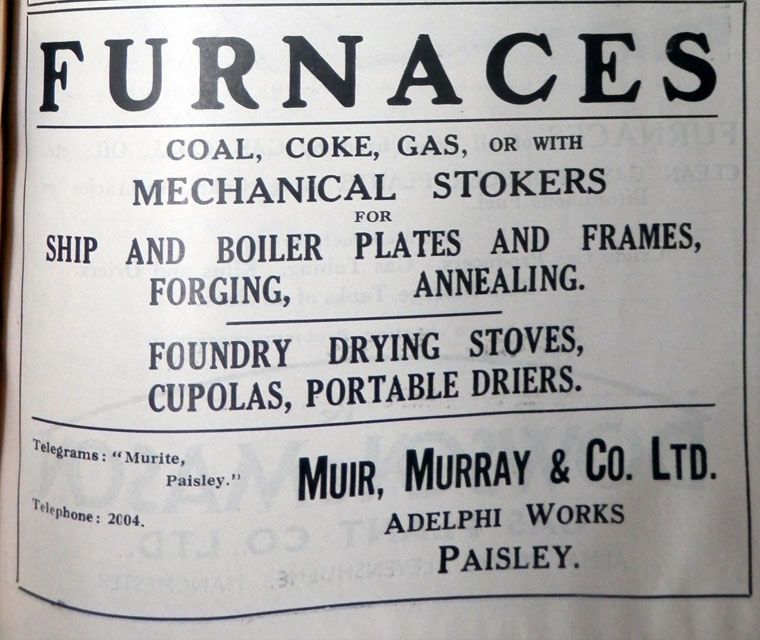 FURNACES
COAL, COKE, GAS, OR WITH
MECHANICAL STOKERS
FOR
SHIP AND BOILER PLATES AND FRAMES,
FORGING, ANNEALING.
FOUNDRY DRYING STOVES,
CUPOLAS, PORTABLE DRIERS.
Telegrams: "Murite,
Paisley."
Telephone: 2004.
MUIR, MURRAY & CO. LTD.
ADELPHI WORKS
PAISLEY.